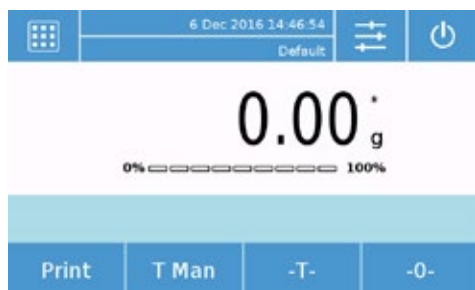 6 Dec 2016 14:46:54
Default
0.00 *
g
0% 100%
Print T Man -T- -0-